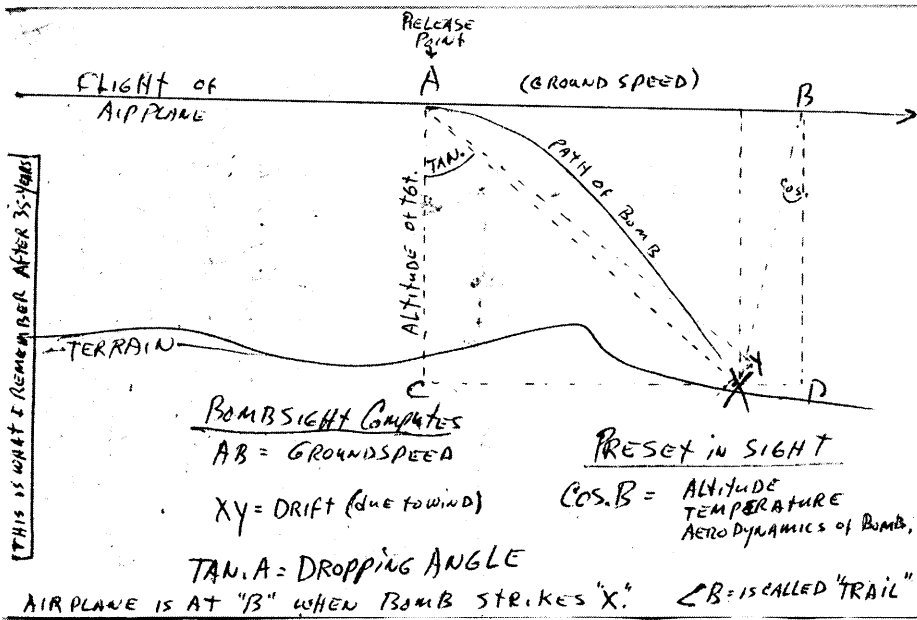 RELEASE
POINT
A
(GROUND SPEED)
B
FLIGHT OF
AIRPLANE
TAN.
COS.
PATH OF BOMB
ALTITUDE OF TGT.
THIS IS WHAT I REMEMBER AFTER 35-YEARS
TERRAIN
Y
C
X
D
BOMBSIGHT COMPUTES
AB = GROUNDSPEED
XY = DRIFT (DUE TO WIND)
TAN. A = DROPPING ANGLE
PRESET IN SIGHT
COS. B = ALTITUDE
TEMPERATURE
AERODYNAMICS OF BOMB.
AIRPLANE IS AT "B" WHEN BOMB STRIKES "X". ∠B = IS CALLED "TRAIL"